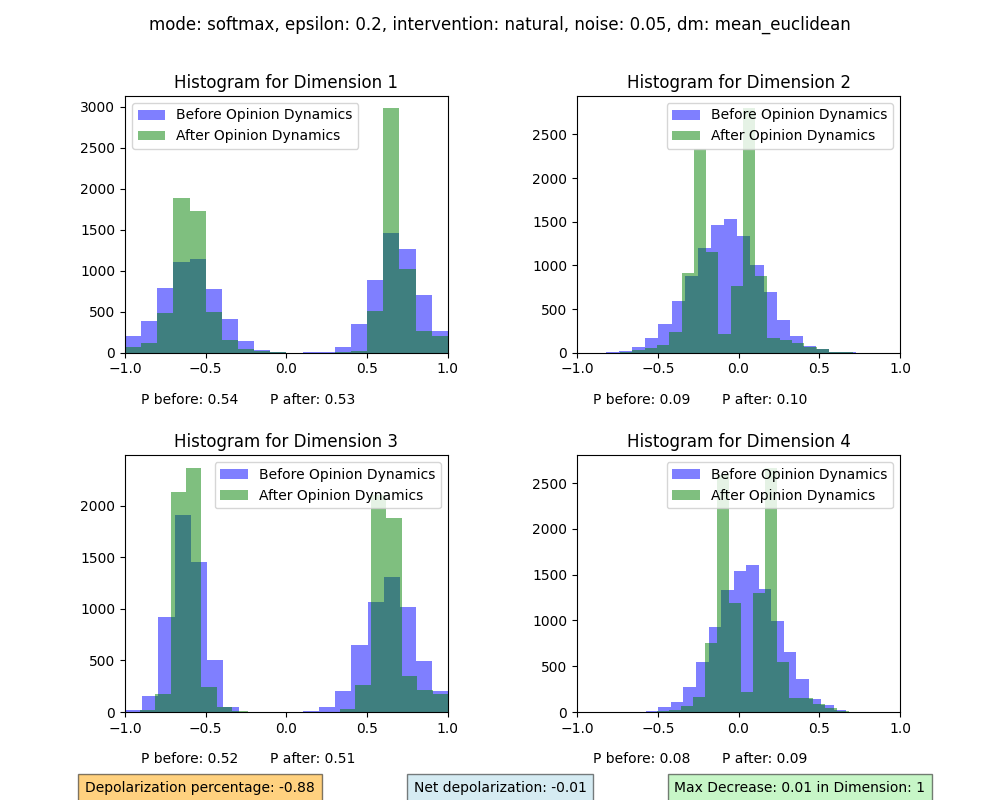 mode: softmax, epsilon: 0.2, intervention: natural, noise: 0.05, dm: mean_euclidean
Histogram for Dimension 1
Before Opinion Dynamics
After Opinion Dynamics
3000
2500
2000
1500
1000
500
0
−1.0 −0.5 0.0 0.5 1.0
P before: 0.54 P after: 0.53
Histogram for Dimension 2
Before Opinion Dynamics
After Opinion Dynamics
2500
2000
1500
1000
500
0
−1.0 −0.5 0.0 0.5 1.0
P before: 0.09 P after: 0.10
Histogram for Dimension 3
Before Opinion Dynamics
After Opinion Dynamics
2000
1500
1000
500
0
−1.0 −0.5 0.0 0.5 1.0
P before: 0.52 P after: 0.51
Histogram for Dimension 4
Before Opinion Dynamics
After Opinion Dynamics
2500
2000
1500
1000
500
0
−1.0 −0.5 0.0 0.5 1.0
P before: 0.08 P after: 0.09
Depolarization percentage: -0.88
Net depolarization: -0.01
Max Decrease: 0.01 in Dimension: 1